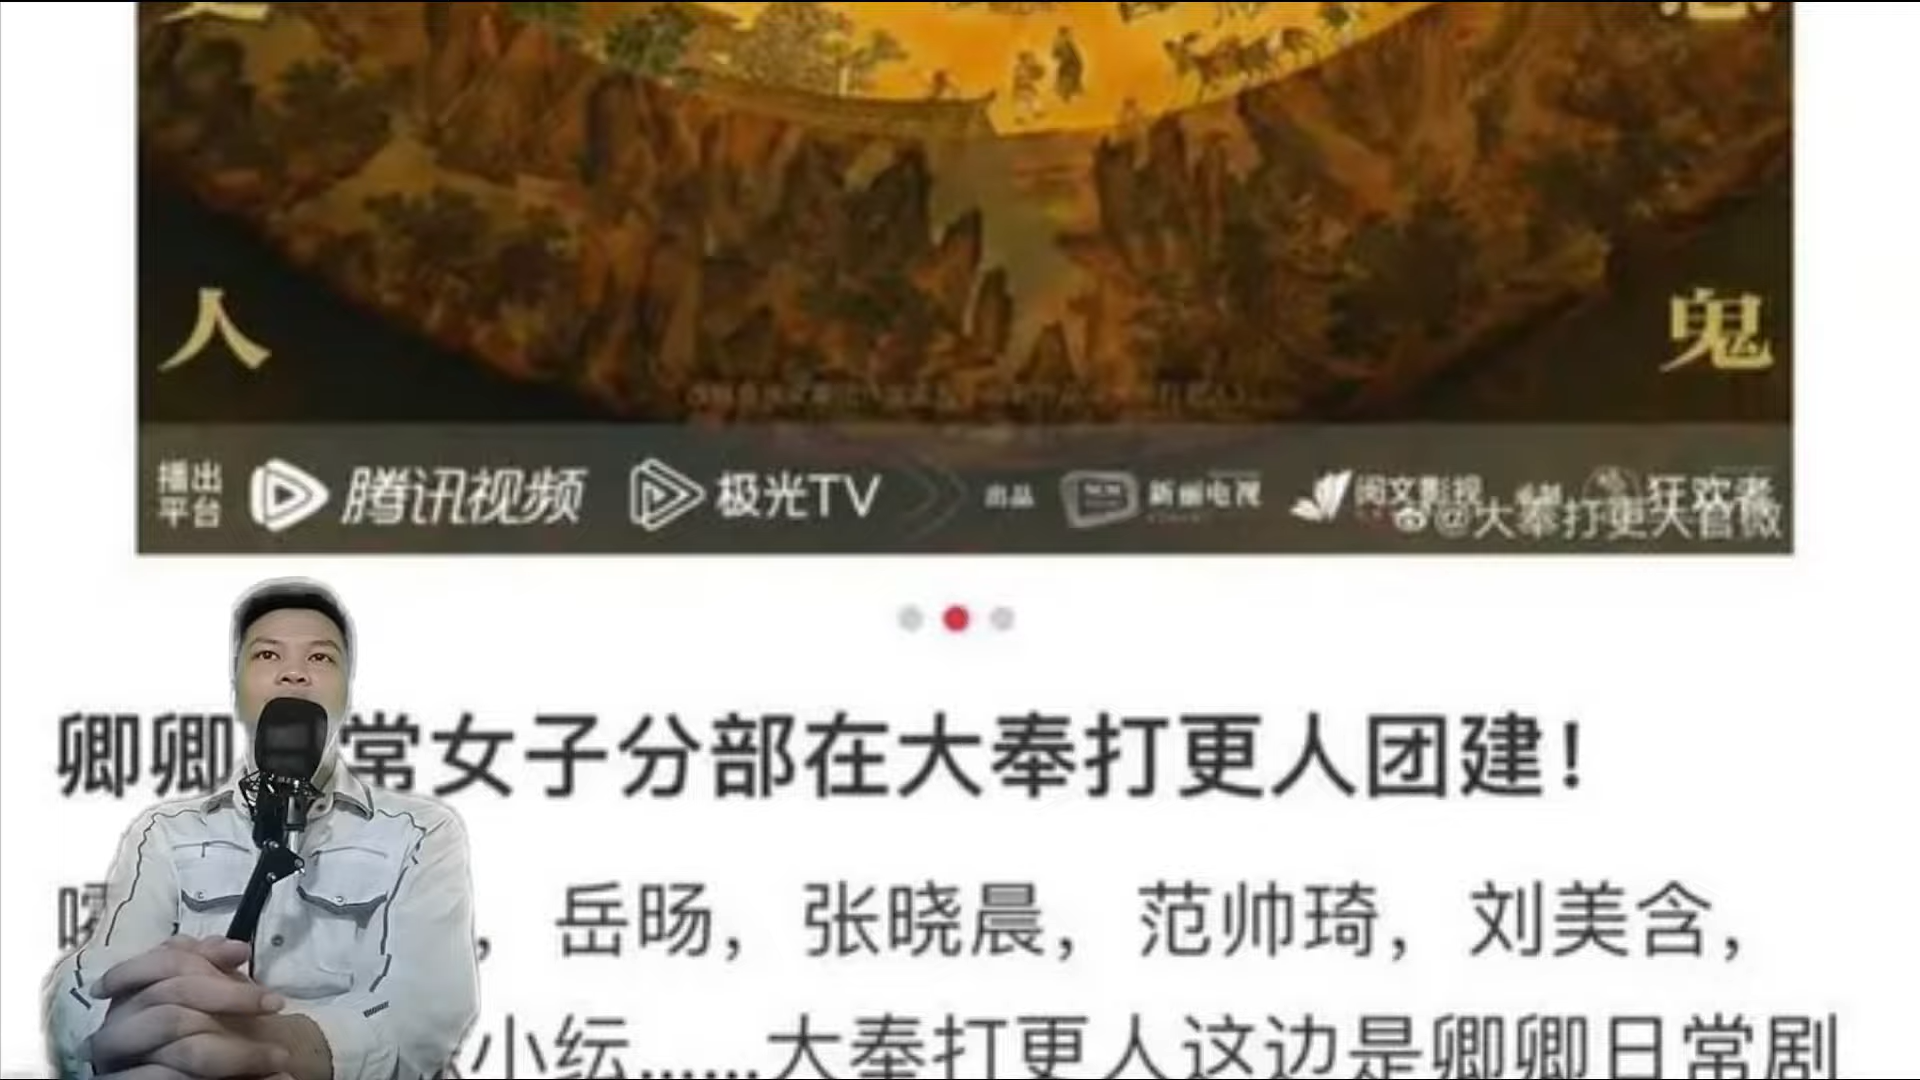 人
鬼
播出
平台
腾讯视频
极光TV
出品
新丽电视
阅文影视
狂欢者
@大奉打更人官微
卿卿 常女子分部在大奉打更人团建！
，岳旸，张晓晨，范帅琦，刘美含，
小纭......大奉打更人这边是卿卿日常剧